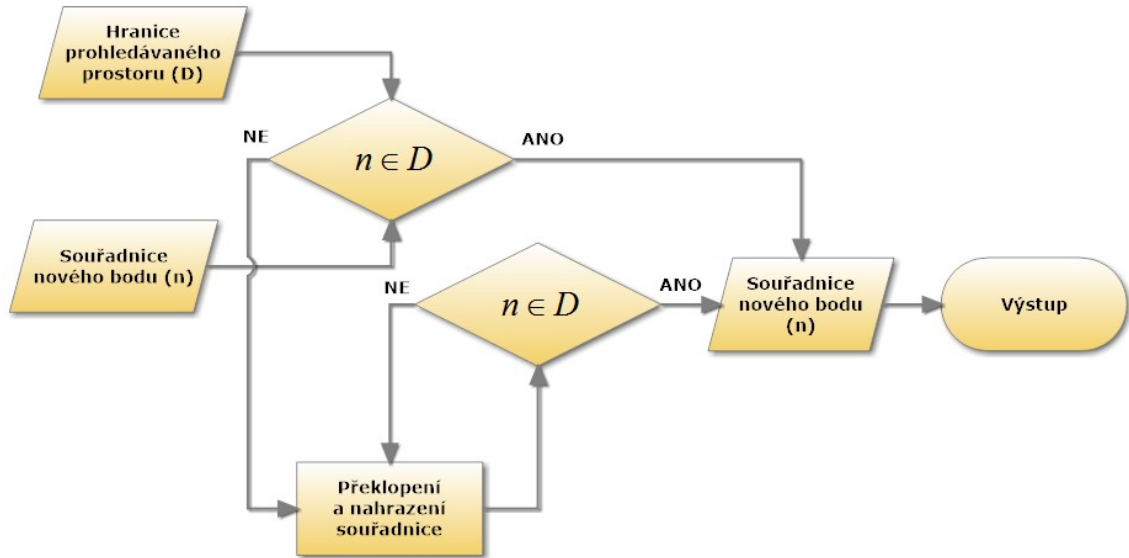 Hranice
prohledávaného
prostoru (D)
NE
ANO
n ∈ D
Souřadnice
nového bodu (n)
NE
ANO
n ∈ D
Souřadnice
nového bodu
(n)
Výstup
Překlopení
a nahrazení
souřadnice